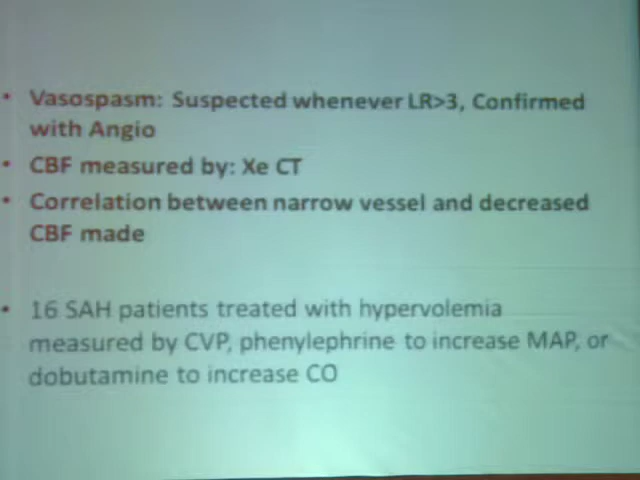 • Vasospasm: Suspected whenever LR>3, Confirmed
with Angio
• CBF measured by: Xe CT
• Correlation between narrow vessel and decreased
CBF made
• 16 SAH patients treated with hypervolemia
measured by CVP, phenylephrine to increase MAP, or
dobutamine to increase CO